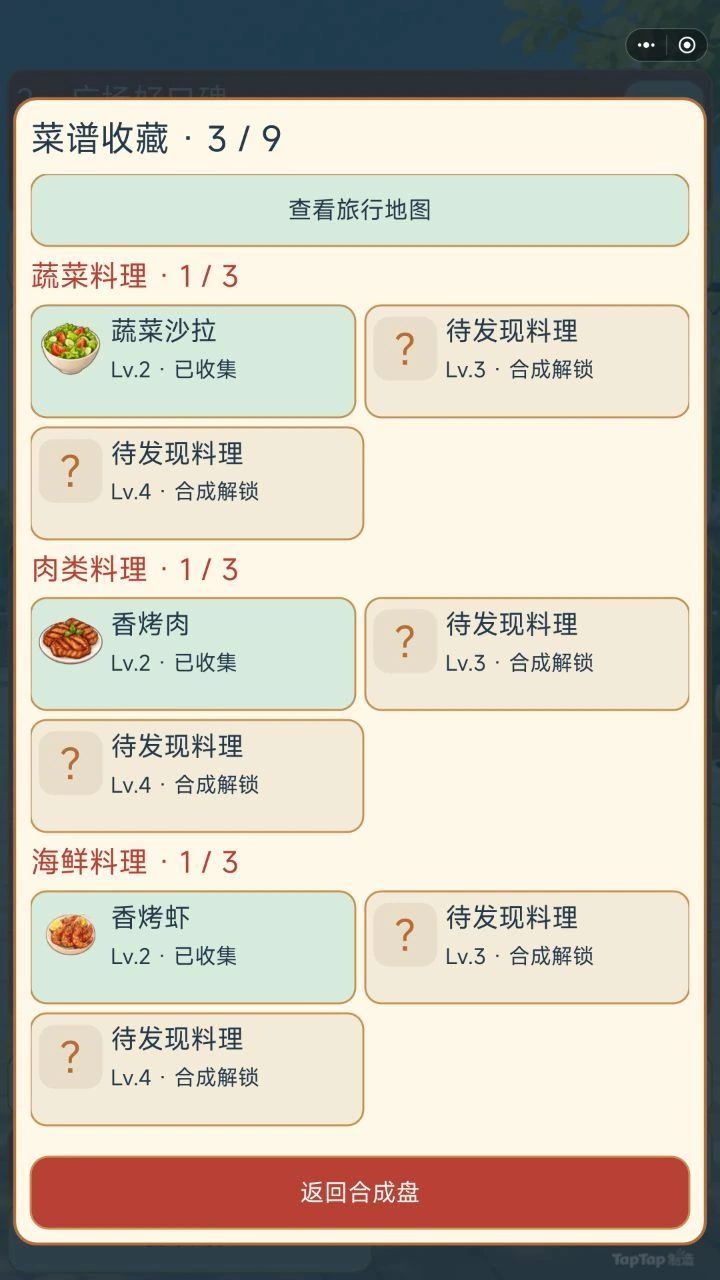 菜谱收藏 · 3 / 9
查看旅行地图
蔬菜料理 · 1 / 3
蔬菜沙拉
Lv.2 · 已收集
?
待发现料理
Lv.3 · 合成解锁
?
待发现料理
Lv.4 · 合成解锁
肉类料理 · 1 / 3
香烤肉
Lv.2 · 已收集
?
待发现料理
Lv.3 · 合成解锁
?
待发现料理
Lv.4 · 合成解锁
海鲜料理 · 1 / 3
香烤虾
Lv.2 · 已收集
?
待发现料理
Lv.3 · 合成解锁
?
待发现料理
Lv.4 · 合成解锁
返回合成盘
TapTap 制造